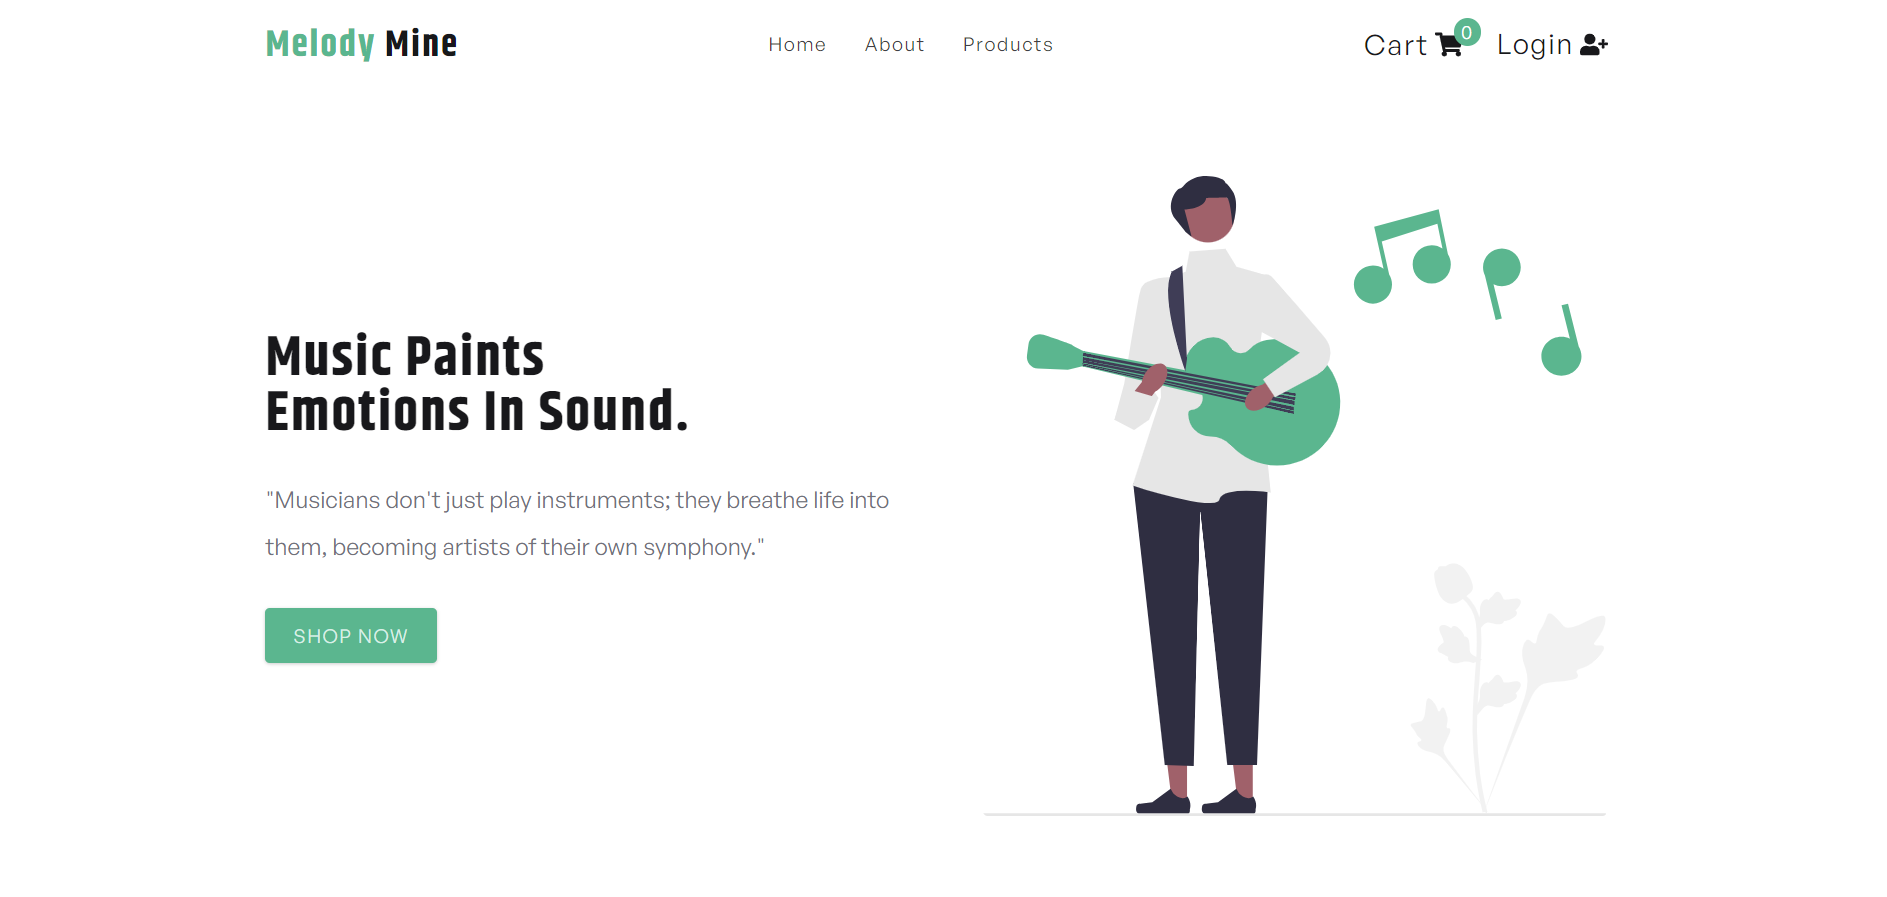 Melody Mine
Home About Products
Cart 0 Login
Music Paints
Emotions In Sound.
"Musicians don't just play instruments; they breathe life into
them, becoming artists of their own symphony."
SHOP NOW